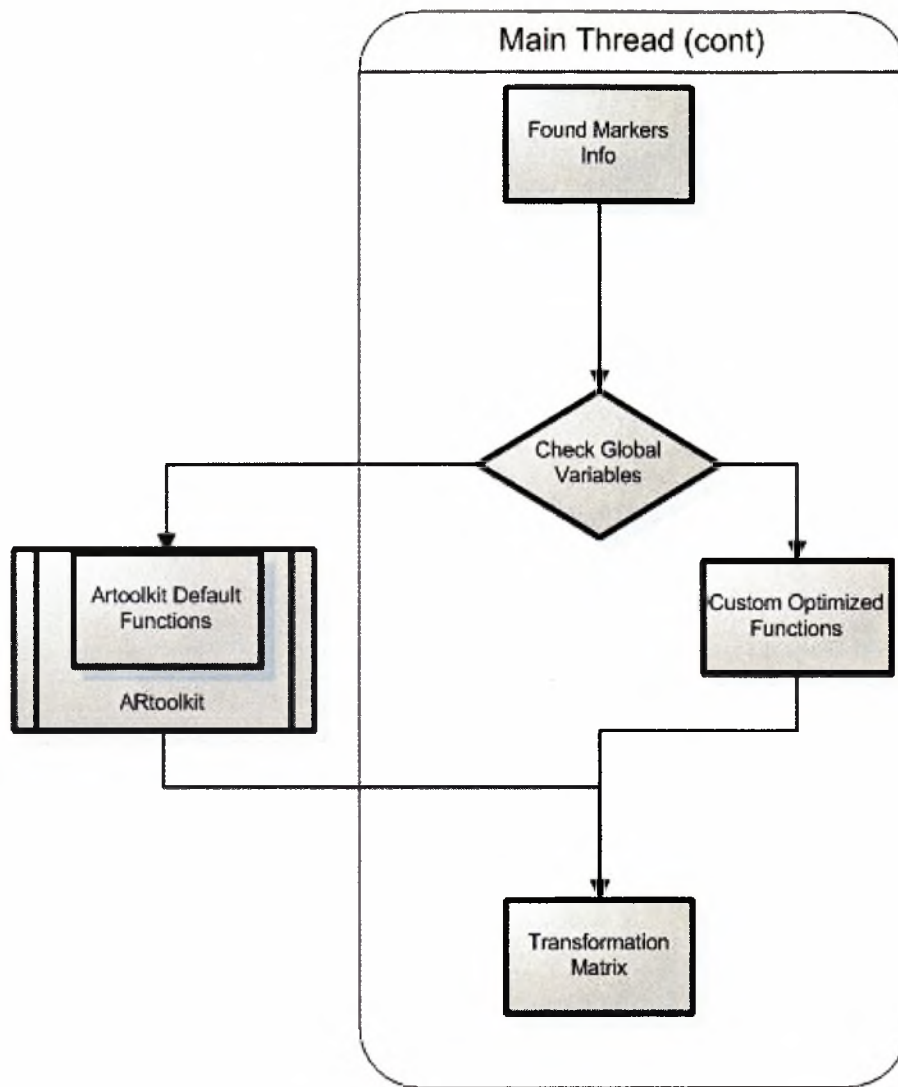 Main Thread (cont)
Found Markers
Info
Check Global
Variables
Artoolkit Default
Functions
ARtoolkit
Custom Optimized
Functions
Transformation
Matrix